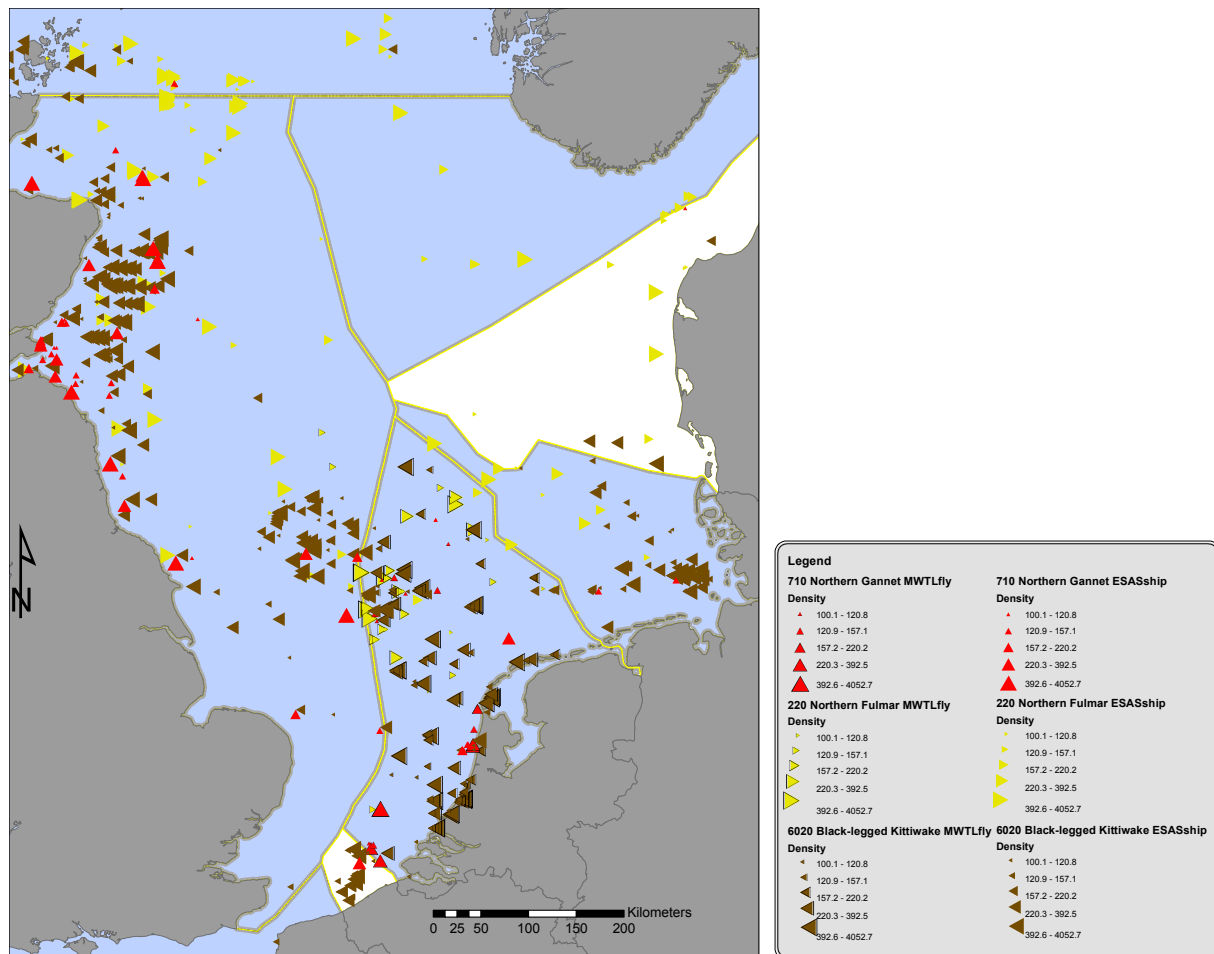 N
Kilometers
0 25 50 100 150 200
Legend
710 Northern Gannet MWTLfly
Density
100.1 - 120.8
120.9 - 157.1
157.2 - 220.2
220.3 - 392.5
392.6 - 4052.7
220 Northern Fulmar MWTLfly
Density
100.1 - 120.8
120.9 - 157.1
157.2 - 220.2
220.3 - 392.5
392.6 - 4052.7
6020 Black-legged Kittiwake MWTLfly
Density
100.1 - 120.8
120.9 - 157.1
157.2 - 220.2
220.3 - 392.5
392.6 - 4052.7
710 Northern Gannet ESASship
Density
100.1 - 120.8
120.9 - 157.1
157.2 - 220.2
220.3 - 392.5
392.6 - 4052.7
220 Northern Fulmar ESASship
Density
100.1 - 120.8
120.9 - 157.1
157.2 - 220.2
220.3 - 392.5
392.6 - 4052.7
6020 Black-legged Kittiwake ESASship
Density
100.1 - 120.8
120.9 - 157.1
157.2 - 220.2
220.3 - 392.5
392.6 - 4052.7